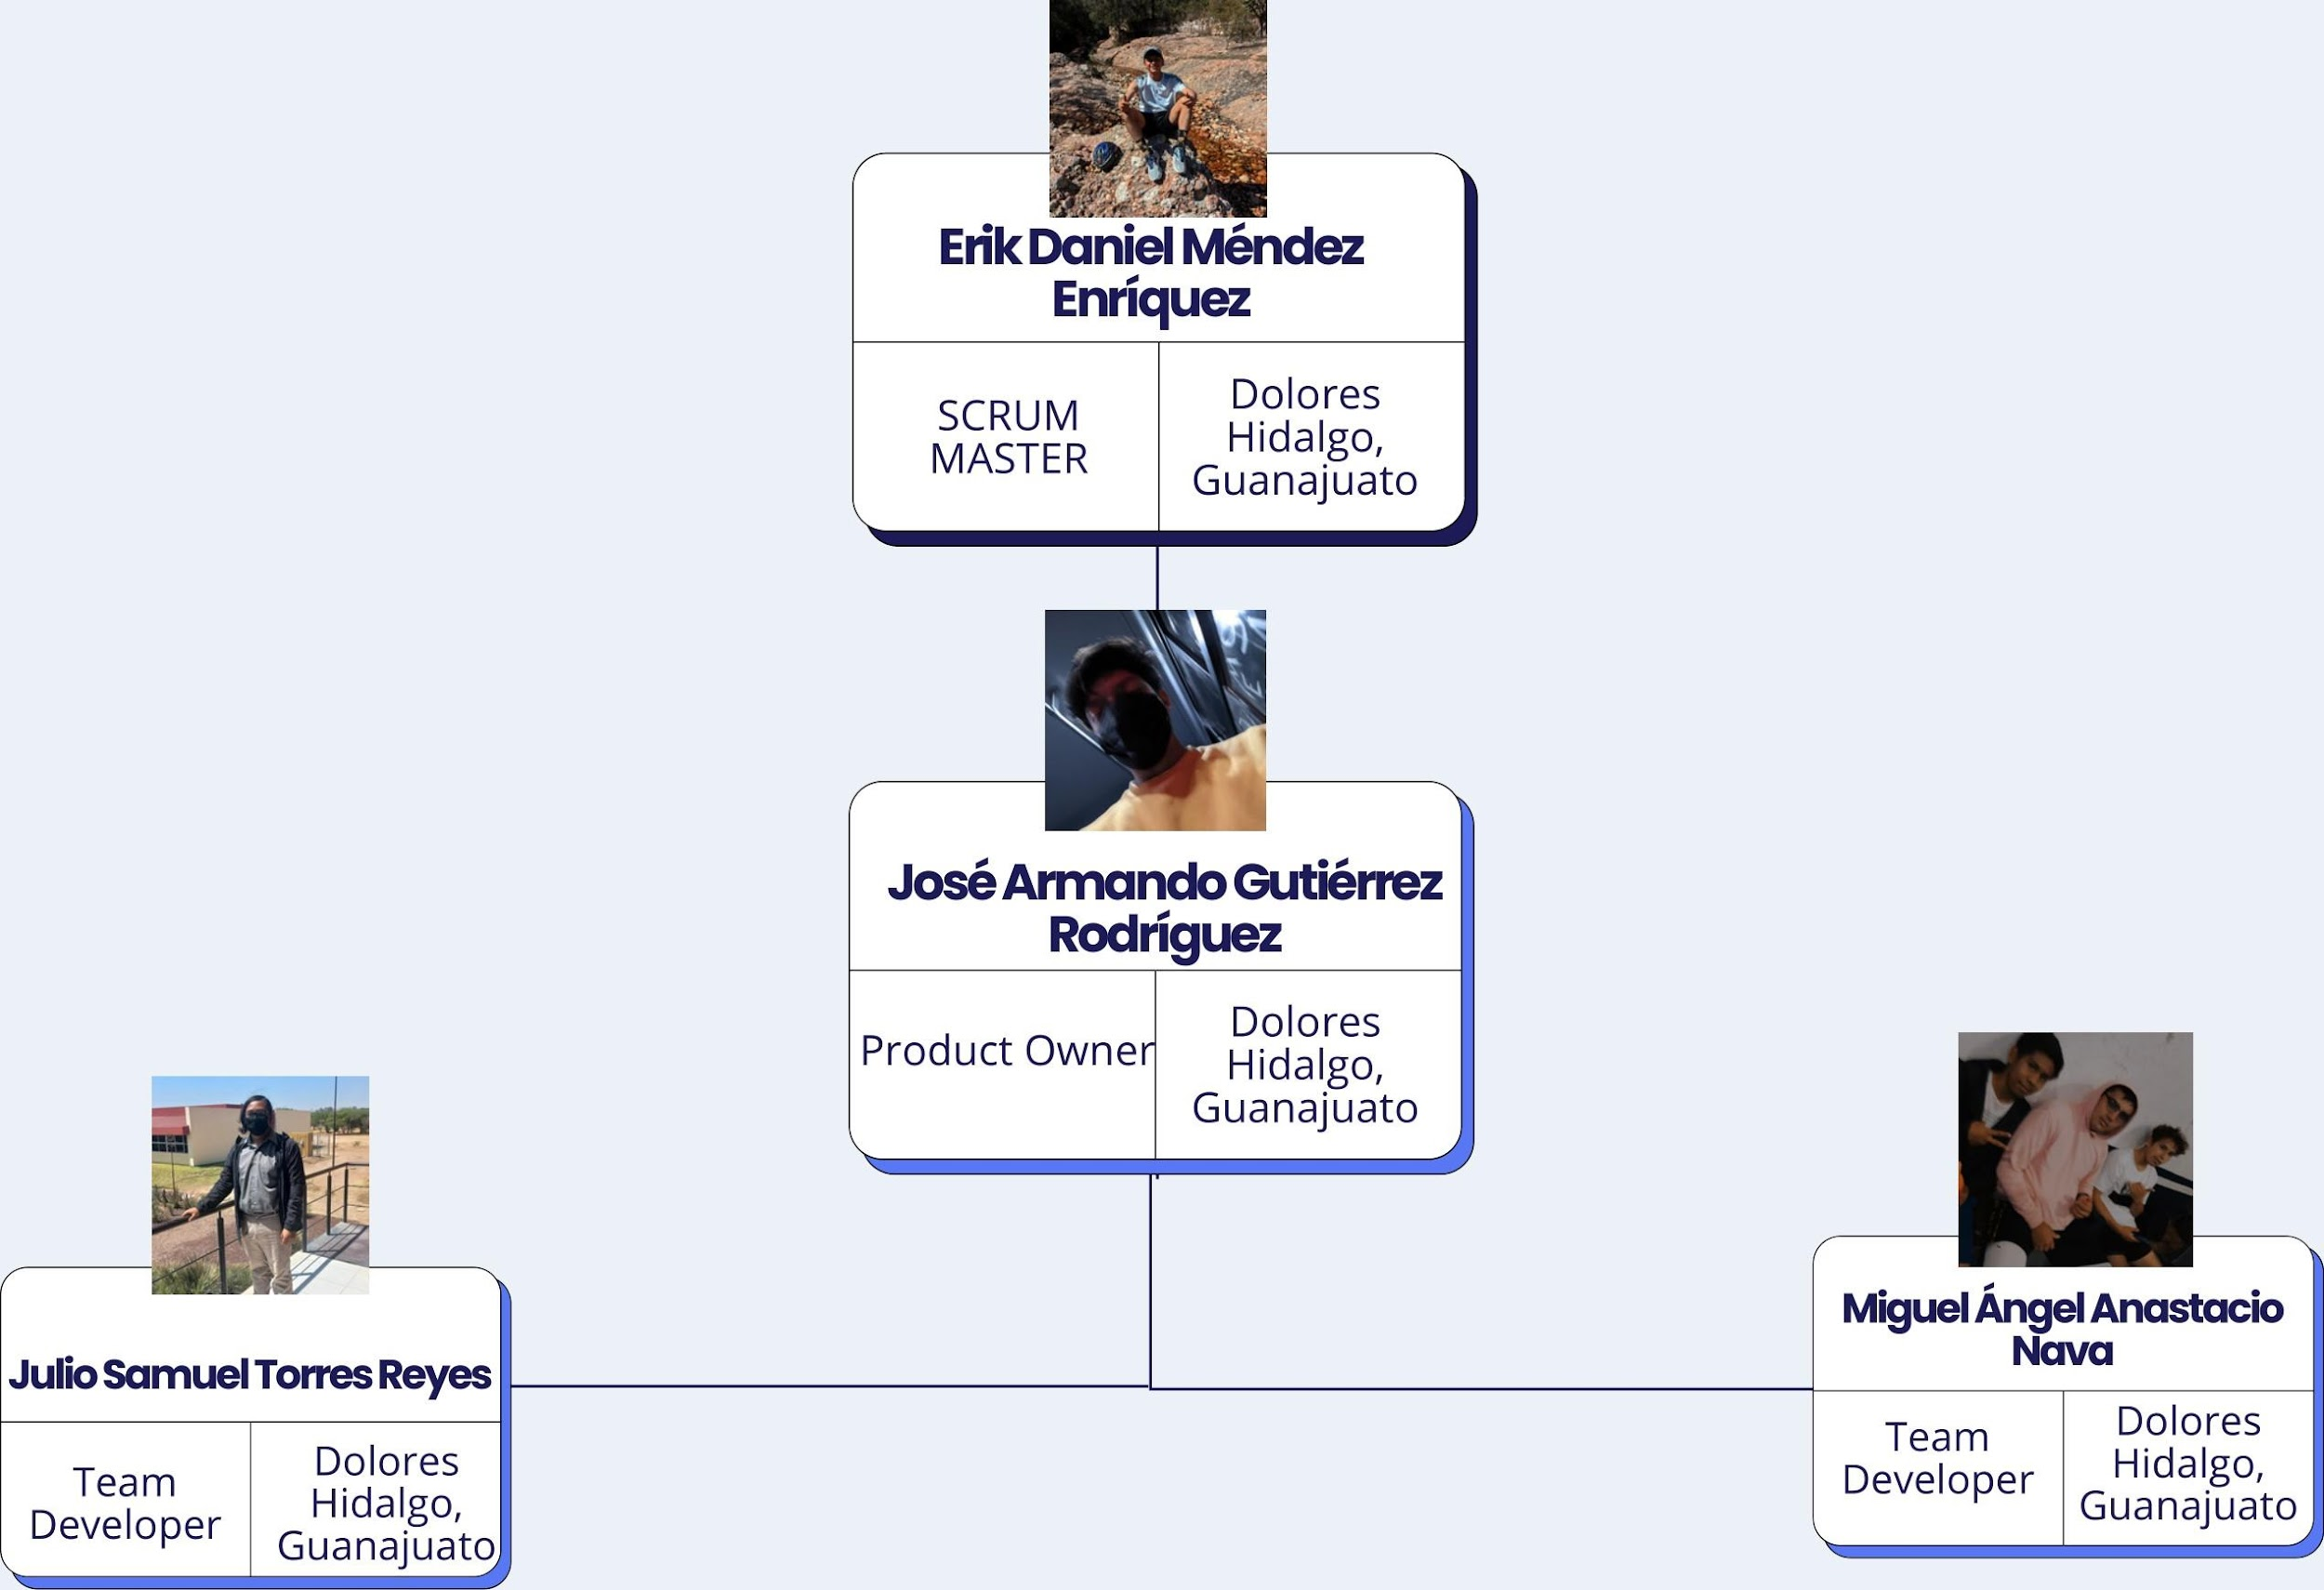 Erik Daniel Méndez
Enríquez
SCRUM
MASTER
Dolores
Hidalgo,
Guanajuato
José Armando Gutiérrez
Rodríguez
Product Owner
Dolores
Hidalgo,
Guanajuato
Julio Samuel Torres Reyes
Team
Developer
Dolores
Hidalgo,
Guanajuato
Miguel Ángel Anastacio
Nava
Team
Developer
Dolores
Hidalgo,
Guanajuato